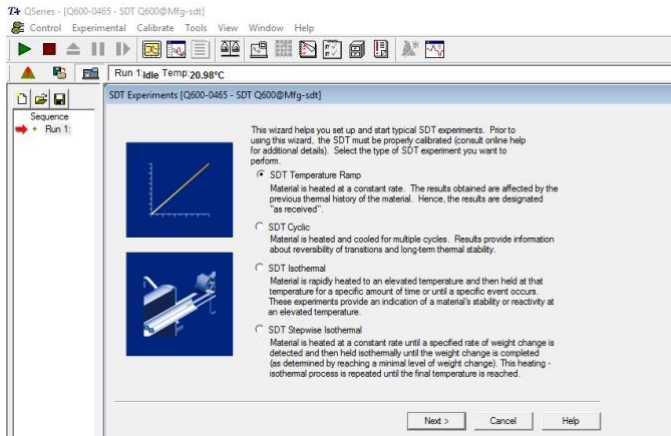 TA QSeries - [Q600-0465 - SDT Q600@Mfg-sdt]
Control Experimental Calibrate Tools View Window Help
Run 1: Idle Temp: 20.98°C
SDT Experiments [Q600-0465 - SDT Q600@Mfg-sdt]
Sequence
Run 1:
This wizard helps you set up and start typical SDT experiments. Prior to
using this wizard, the SDT must be properly calibrated (consult online help
for additional details). Select the type of SDT experiment you want to
perform.
SDT Temperature Ramp
Material is heated at a constant rate. The results obtained are affected by the
previous thermal history of the material. Hence, the results are designated
"as received".
SDT Cyclic
Material is heated and cooled for multiple cycles. Results provide information
about reversibility of transitions and long-term thermal stability.
SDT Isothermal
Material is rapidly heated to an elevated temperature and then held at that
temperature for a specific amount of time or until a specific event occurs.
These experiments provide an indication of a material's stability or reactivity at
an elevated temperature.
SDT Stepwise Isothermal
Material is heated at a constant rate until a specified rate of weight change is
detected and then held isothermally until the weight change is completed
(as determined by reaching a minimal level of weight change). This heating -
isothermal process is repeated until the final temperature is reached.
Next > Cancel Help